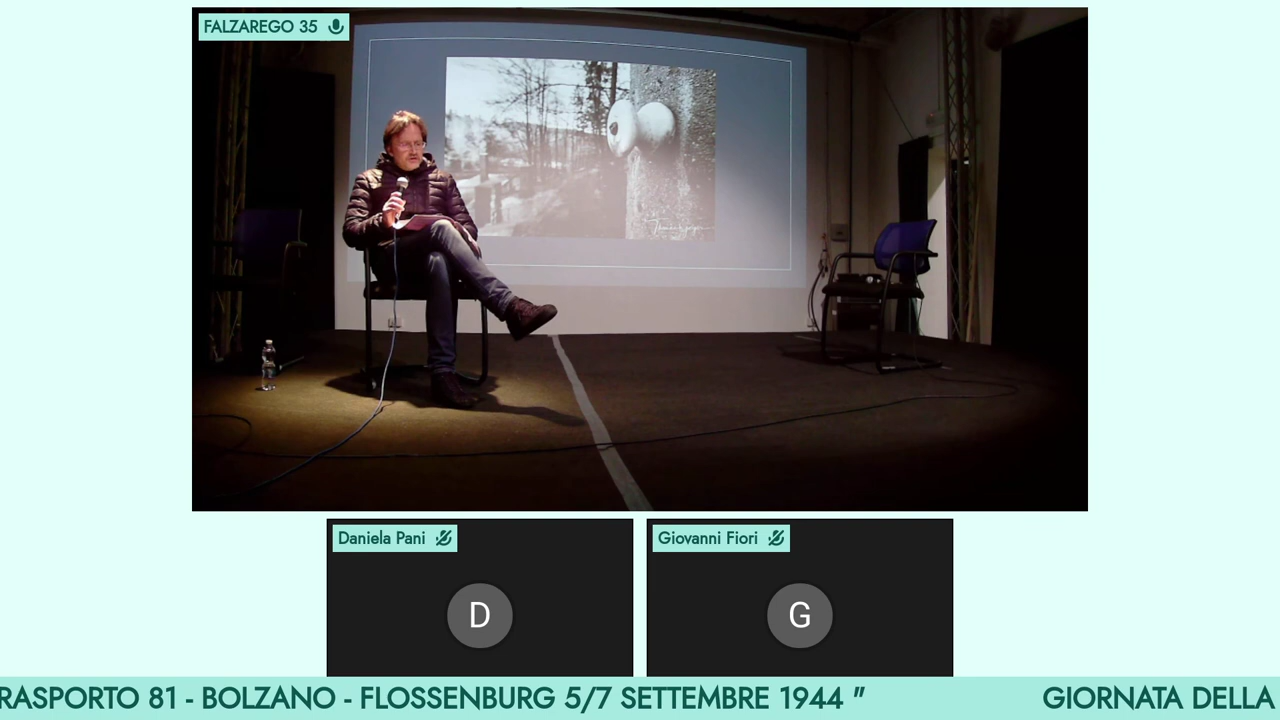 FALZAREGO 35
Daniela Pani
Giovanni Fiori
D
G
RASPORTO 81 - BOLZANO - FLOSSENBURG 5/7 SETTEMBRE 1944 "
GIORNATA DELLA